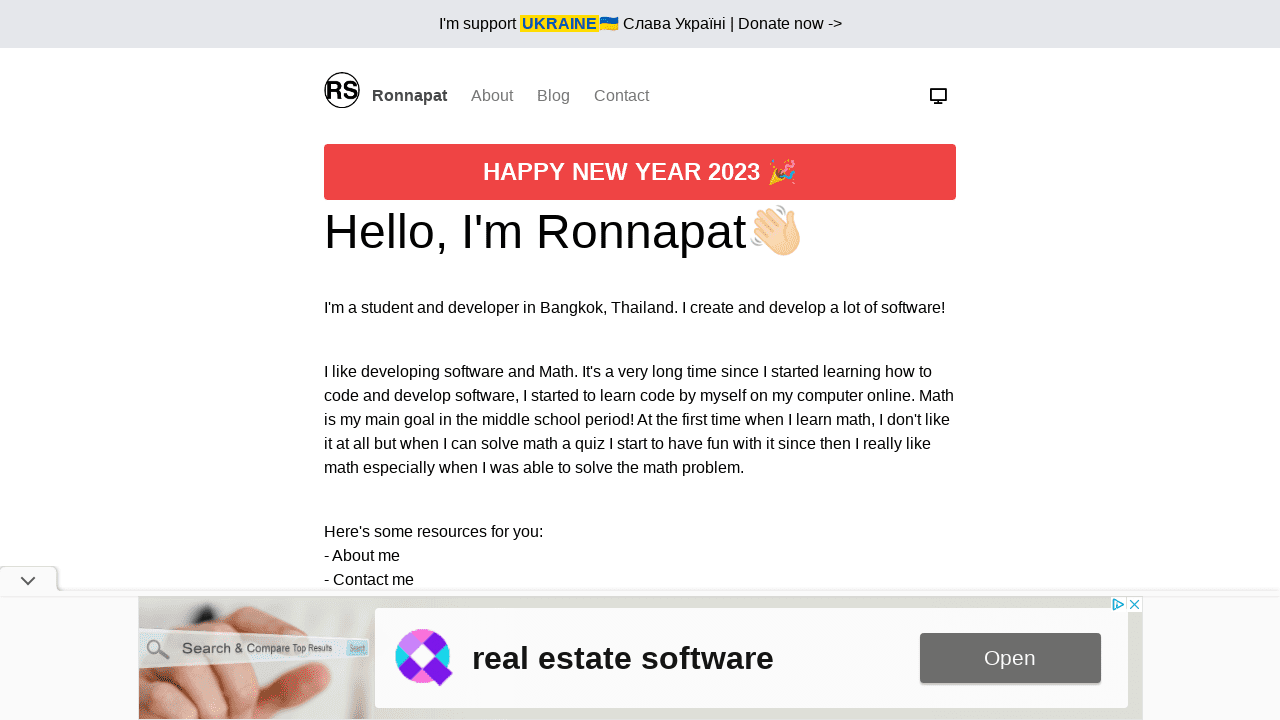 I'm support UKRAINE🇺🇦 Слава Україні | Donate now ->
RS Ronnapat About Blog Contact
HAPPY NEW YEAR 2023 🎉
Hello, I'm Ronnapat👋🏻
I'm a student and developer in Bangkok, Thailand. I create and develop a lot of software!
I like developing software and Math. It's a very long time since I started learning how to
code and develop software, I started to learn code by myself on my computer online. Math
is my main goal in the middle school period! At the first time when I learn math, I don't like
it at all but when I can solve math a quiz I start to have fun with it since then I really like
math especially when I was able to solve the math problem.
Here's some resources for you:
- About me
- Contact me
Search & Compare Top Results Search
real estate software
Open